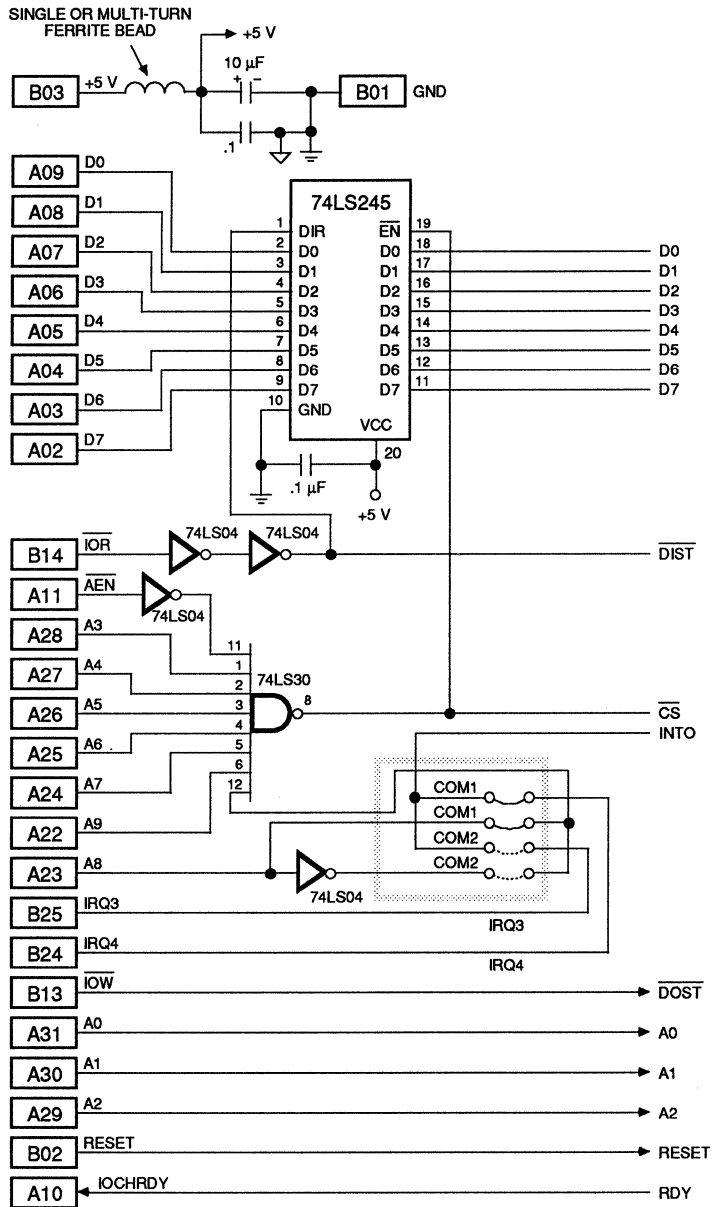 SINGLE OR MULTI-TURN
FERRITE BEAD
+5 V
10 µF
B03 +5 V + – B01 GND
.1
A09 D0
A08 D1
A07 D2
A06 D3
A05 D4
A04 D5
A03 D6
A02 D7
74LS245
1 DIR E̅N̅ 19
2 D0 D0 18 D0
3 D1 D1 17 D1
4 D2 D2 16 D2
5 D3 D3 15 D3
6 D4 D4 14 D4
7 D5 D5 13 D5
8 D6 D6 12 D6
9 D7 D7 11 D7
10 GND
VCC
20
.1 µF
+5 V
74LS04 74LS04
B14 I̅O̅R̅ D̅I̅S̅T̅
A11 A̅E̅N̅
74LS04
A28 A3
A27 A4
A26 A5
A25 A6
A24 A7
A22 A9
A23 A8
11
1
2
3
4
5
6
12
74LS30
8
C̅S̅
INTO
COM1
COM1
COM2
COM2
74LS04
B25 IRQ3
IRQ3
B24 IRQ4
IRQ4
B13 I̅O̅W̅ D̅O̅S̅T̅
A31 A0 A0
A30 A1 A1
A29 A2 A2
B02 RESET RESET
A10 IOCHRDY RDY